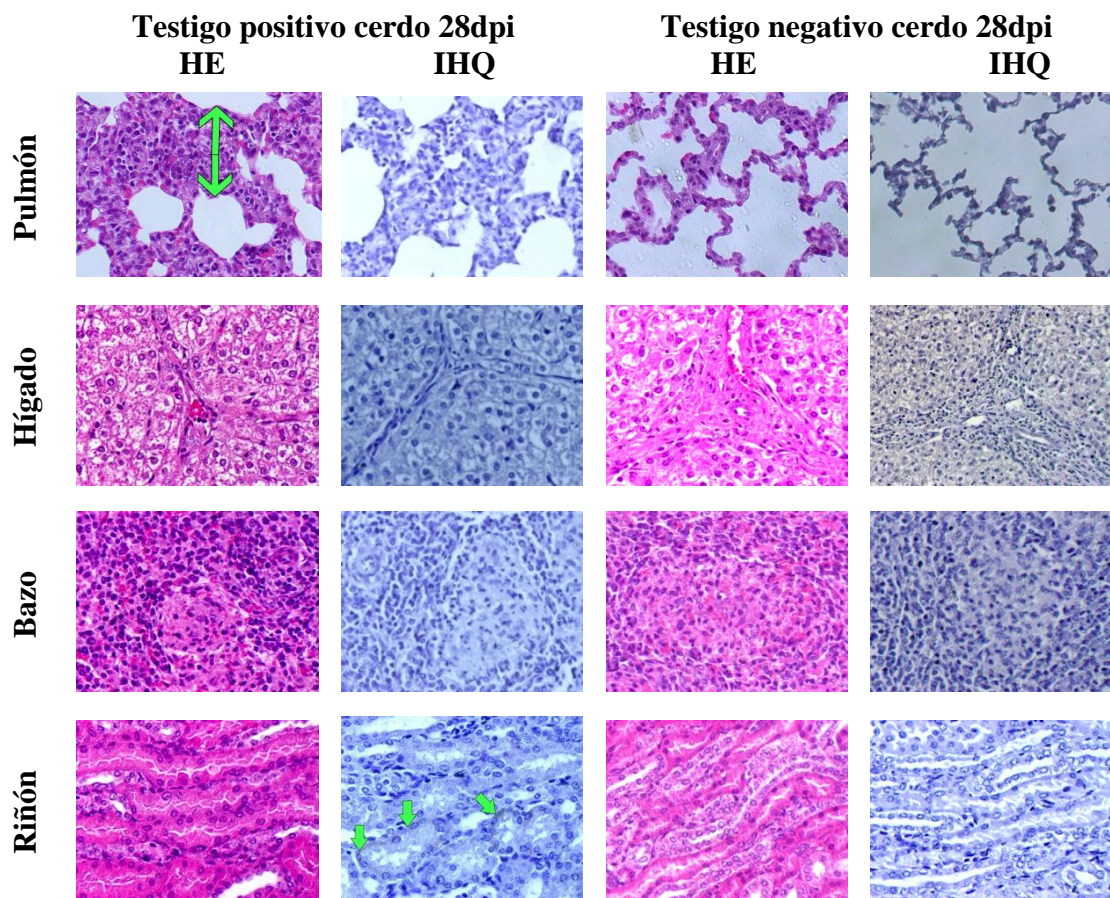 Testigo positivo cerdo 28dpi
Testigo negativo cerdo 28dpi
HE
IHQ
HE
IHQ
Pulmón
Hígado
Bazo
Riñón